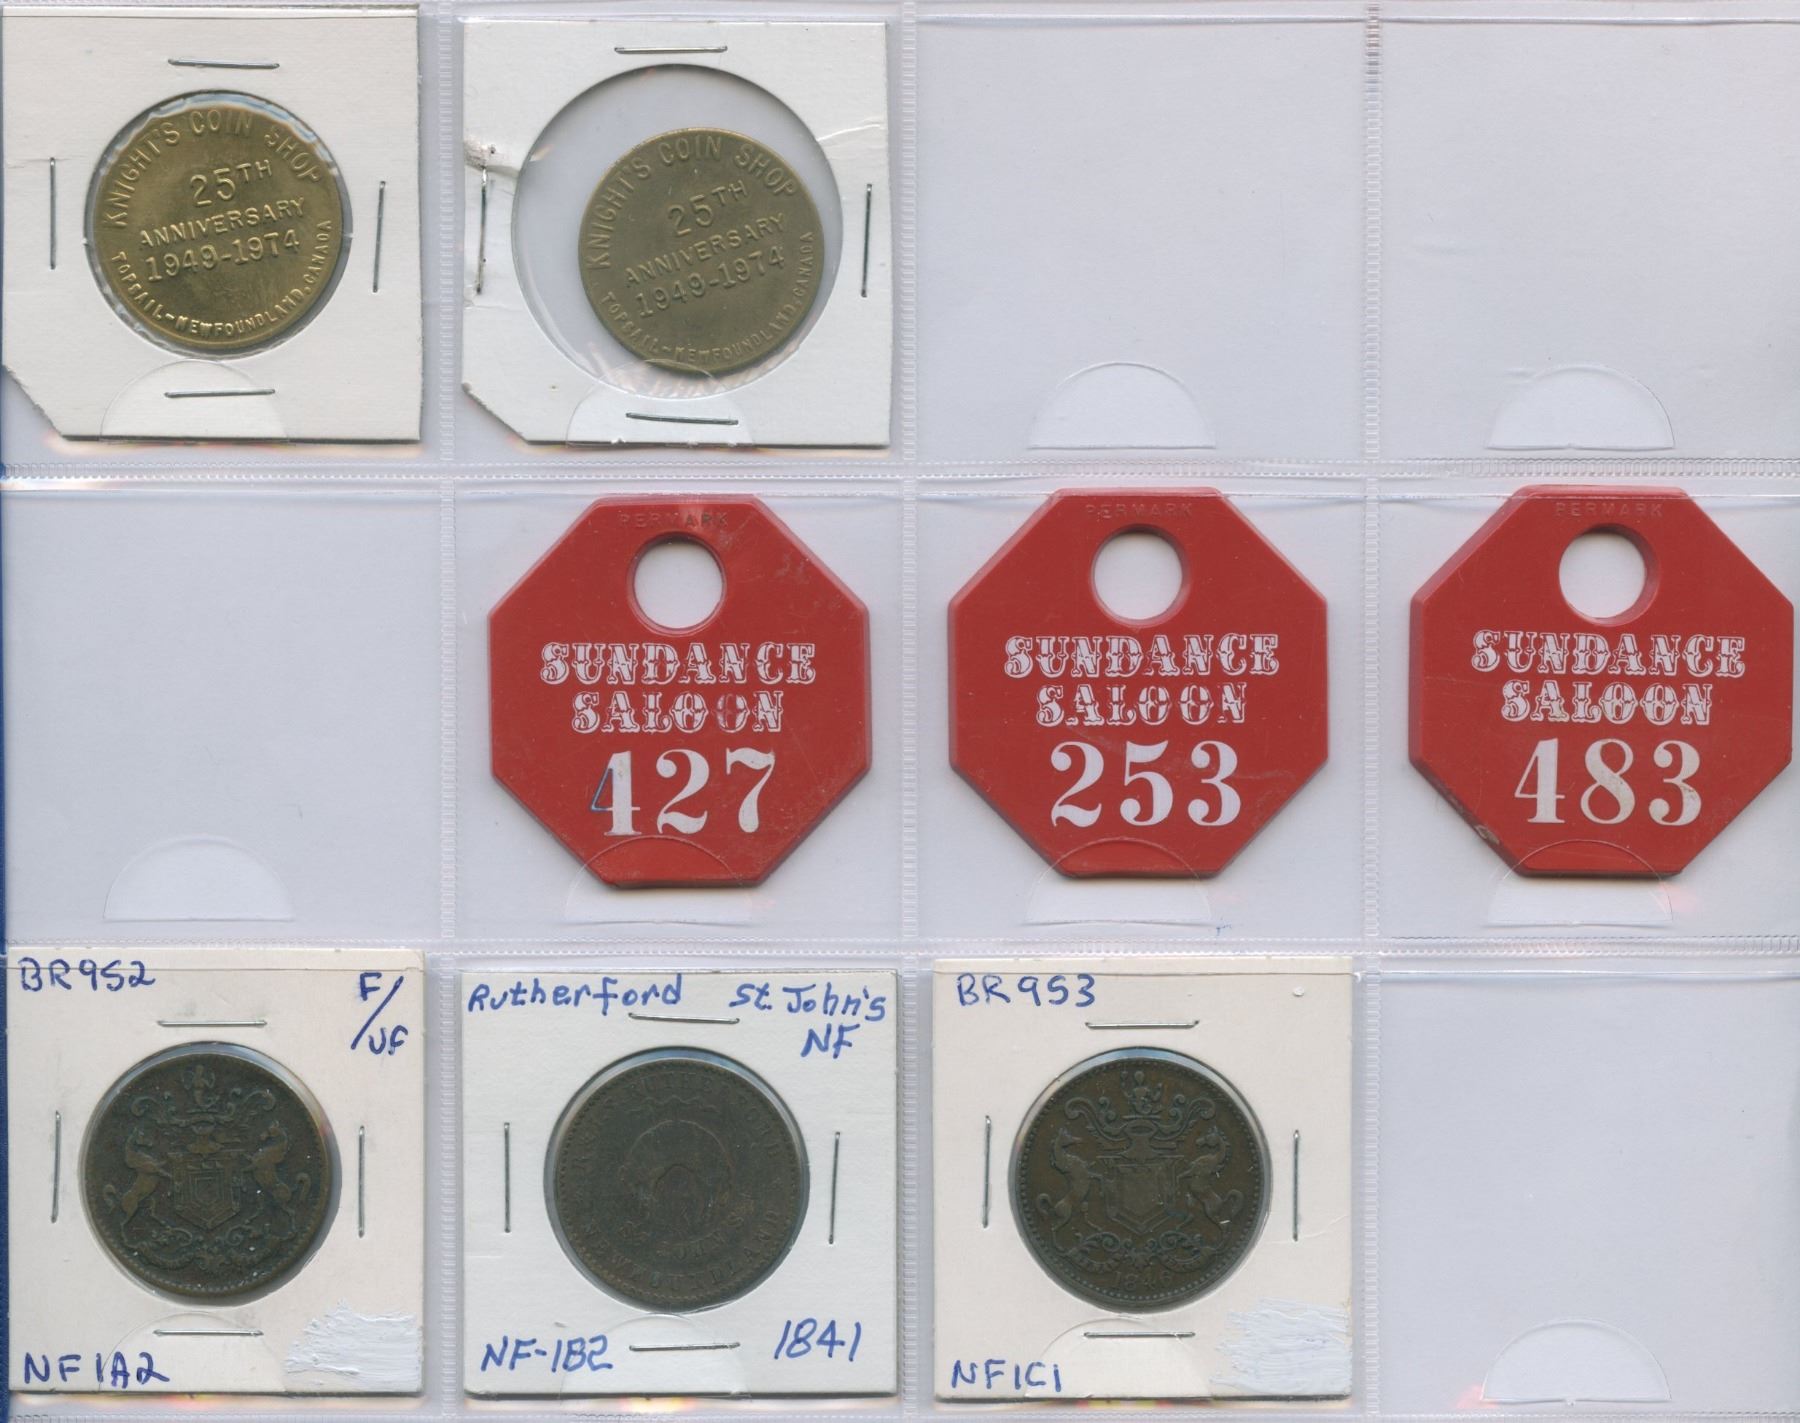 KNIGHT'S COIN SHOP
25TH
ANNIVERSARY
1949-1974
TOPSAIL-NEWFOUNDLAND, CANADA
KNIGHT'S COIN SHOP
25TH
ANNIVERSARY
1949-1974
TOPSAIL-NEWFOUNDLAND, CANADA
PERMARK
SUNDANCE
SALOON
427
PERMARK
SUNDANCE
SALOON
253
PERMARK
SUNDANCE
SALOON
483
BR952
F/
VF
NF1A2
Rutherford St. John's
NF
ST JOHN'S
NEWFOUNDLAND
NF-1B2 1841
BR953
1846
NF1C1